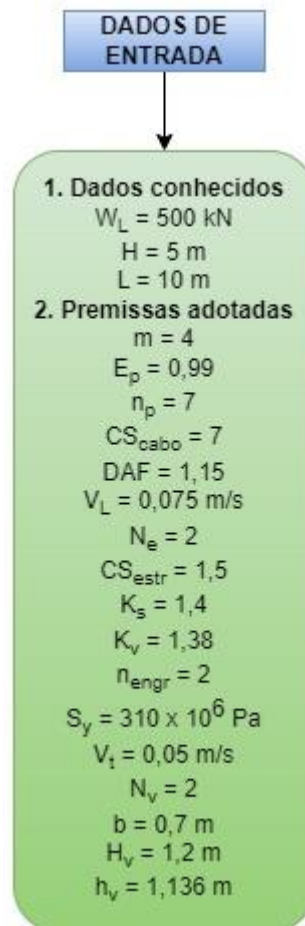 DADOS DE
ENTRADA
1. Dados conhecidos
W_L = 500 kN
H = 5 m
L = 10 m
2. Premissas adotadas
m = 4
E_p = 0,99
n_p = 7
CS_cabo = 7
DAF = 1,15
V_L = 0,075 m/s
N_e = 2
CS_estr = 1,5
K_s = 1,4
K_v = 1,38
n_engr = 2
S_y = 310 x 10^6 Pa
V_t = 0,05 m/s
N_v = 2
b = 0,7 m
H_v = 1,2 m
h_v = 1,136 m